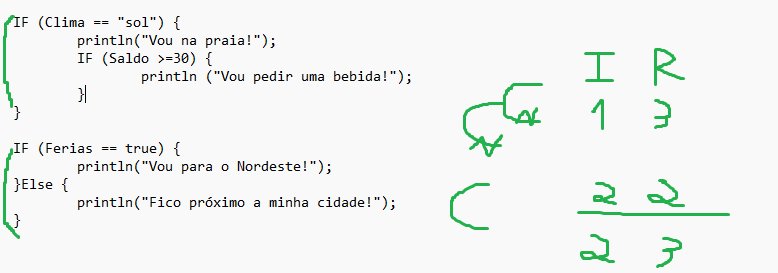 IF (Clima == "sol") {
println("Vou na praia!");
IF (Saldo >=30) {
println ("Vou pedir uma bebida!");
}
}
IF (Ferias == true) {
println("Vou para o Nordeste!");
}Else {
println("Fico próximo a minha cidade!");
}
I R
1 3
2 2
2 3